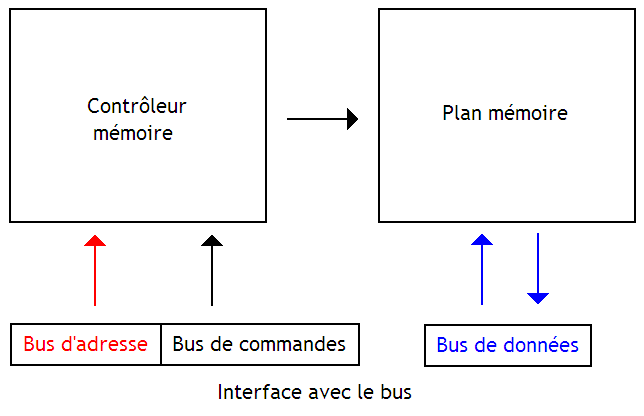 Contrôleur
mémoire
Plan mémoire
Bus d'adresse
Bus de commandes
Bus de données
Interface avec le bus